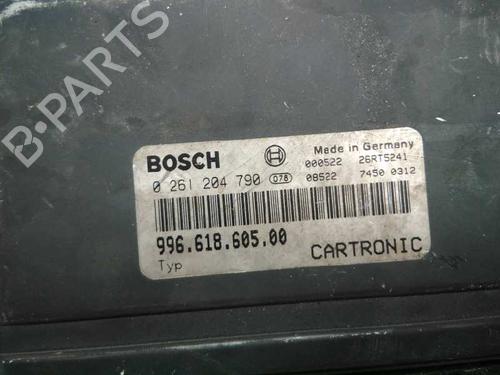 B-PARTS
BOSCH
Made in Germany
0 261 204 790 078
000522 26RT5241
08522 7450 0312
996.618.605.00
Typ
CARTRONIC